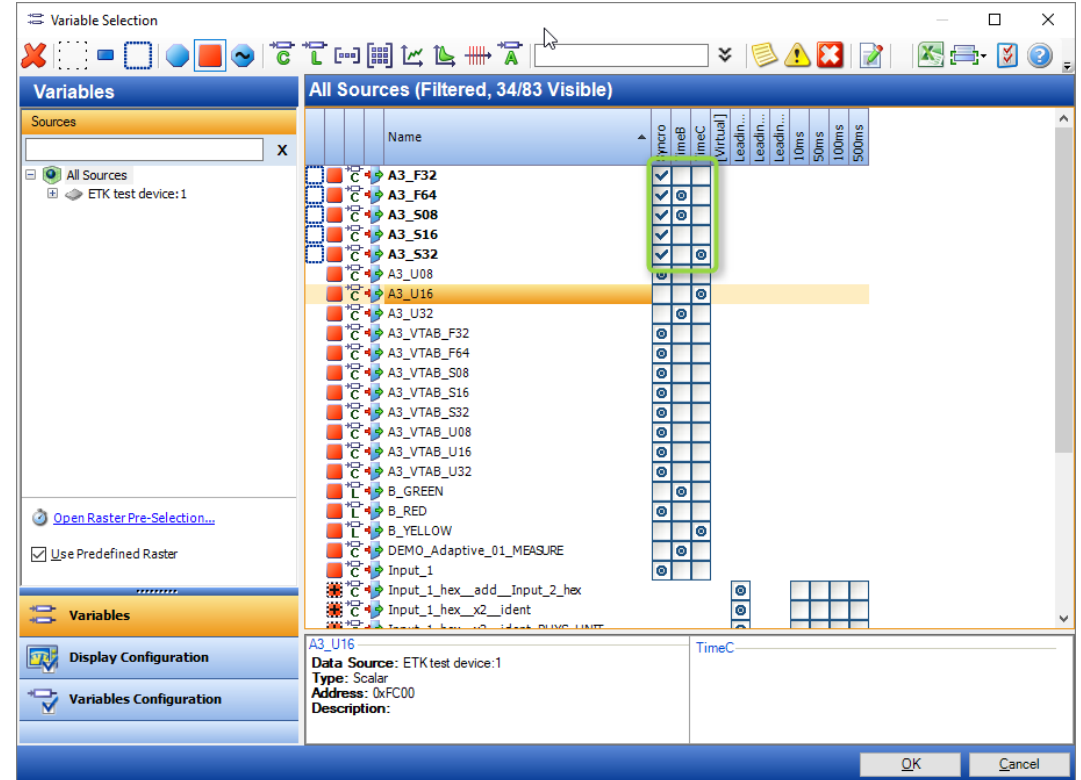 Variable Selection
Variables
All Sources (Filtered, 34/83 Visible)
Sources
X
All Sources
ETK test device:1
Name
TimeC
[Virtual]
Leadin...
Leadin...
Leadin...
10ms
50ms
100ms
500ms
A3_F32
A3_F64
A3_S08
A3_S16
A3_S32
A3_U08
A3_U16
A3_U32
A3_VTAB_F32
A3_VTAB_F64
A3_VTAB_S08
A3_VTAB_S16
A3_VTAB_S32
A3_VTAB_U08
A3_VTAB_U16
A3_VTAB_U32
B_GREEN
B_RED
B_YELLOW
DEMO_Adaptive_01_MEASURE
Input_1
Input_1_hex__add__Input_2_hex
Input_1_hex__x2__ident
Open Raster Pre-Selection...
Use Predefined Raster
Variables
Display Configuration
Variables Configuration
A3_U16
Data Source: ETK test device:1
Type: Scalar
Address: 0xFC00
Description:
TimeC
OK
Cancel